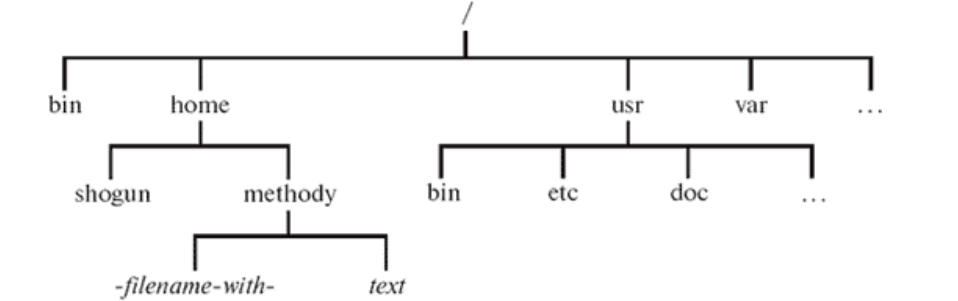 /
bin home usr var ...
shogun methody bin etc doc ...
-filename-with- text